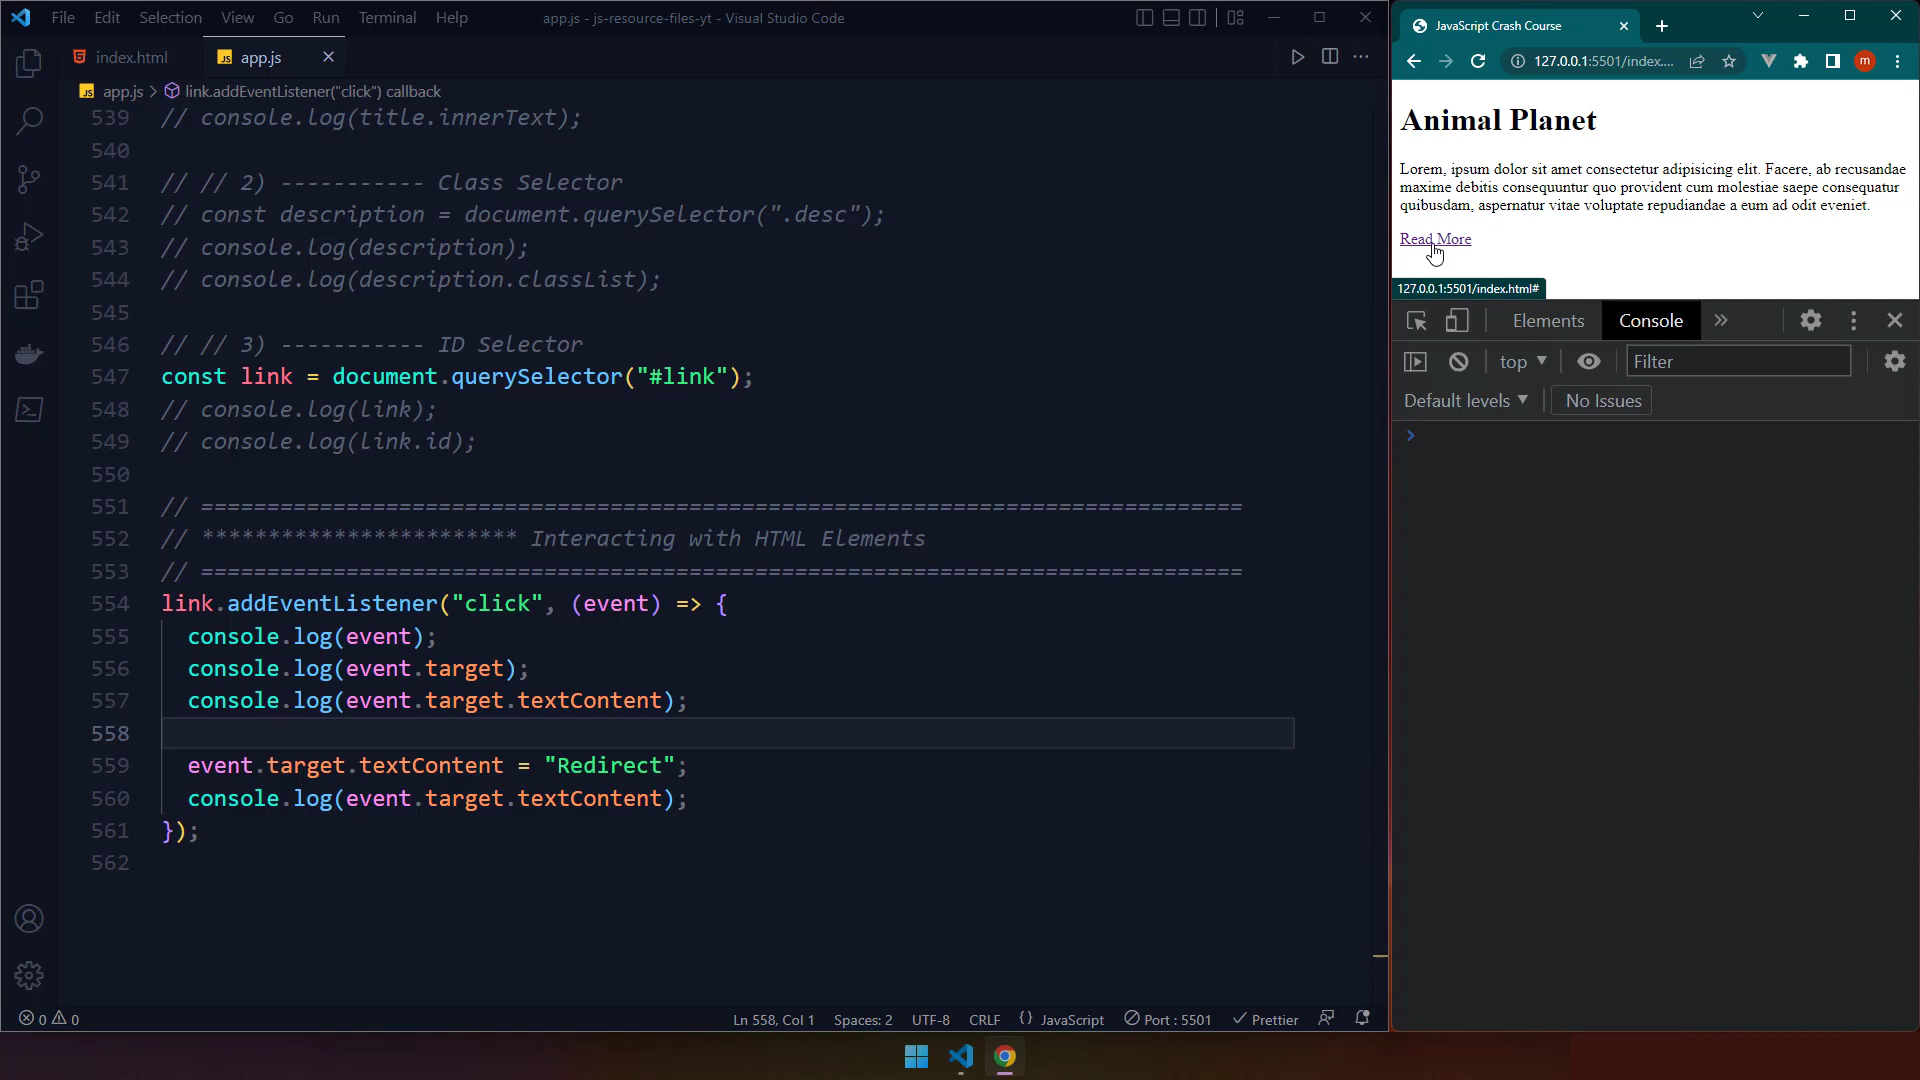 File Edit Selection View Go Run Terminal Help
app.js - js-resource-files-yt - Visual Studio Code
index.html
JS app.js
JS app.js > link.addEventListener("click") callback
539 // console.log(title.innerText);
540
541 // // 2) ----------- Class Selector
542 // const description = document.querySelector(".desc");
543 // console.log(description);
544 // console.log(description.classList);
545
546 // // 3) ----------- ID Selector
547 const link = document.querySelector("#link");
548 // console.log(link);
549 // console.log(link.id);
550
551 // ===============================================================================
552 // ************************ Interacting with HTML Elements
553 // ===============================================================================
554 link.addEventListener("click", (event) => {
555 console.log(event);
556 console.log(event.target);
557 console.log(event.target.textContent);
558
559 event.target.textContent = "Redirect";
560 console.log(event.target.textContent);
561 });
562
0 0
Ln 558, Col 1 Spaces: 2 UTF-8 CRLF {} JavaScript Port : 5501 Prettier
JavaScript Crash Course
127.0.0.1:5501/index....
m
Animal Planet
Lorem, ipsum dolor sit amet consectetur adipisicing elit. Facere, ab recusandae
maxime debitis consequuntur quo provident cum molestiae saepe consequatur
quibusdam, aspernatur vitae voluptate repudiandae a eum ad odit eveniet.
Read More
127.0.0.1:5501/index.html#
Elements Console
top Filter
Default levels No Issues